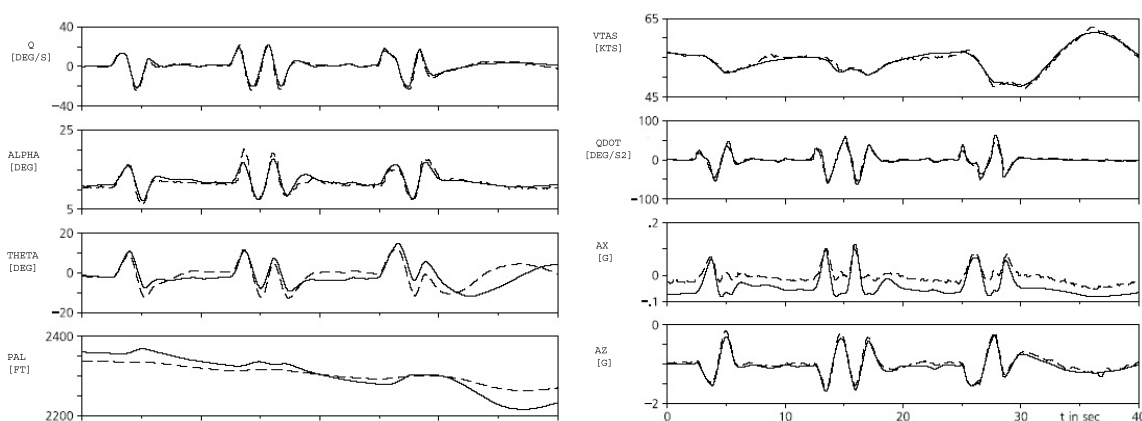 40
Q
[DEG/S]
0
−40
25
ALPHA
[DEG]
5
20
THETA
[DEG]
0
−20
2400
PAL
[FT]
2200
65
VTAS
[KTS]
45
100
QDOT
[DEG/S2]
0
−100
.2
AX
[G]
0
−.1
0
AZ
[G]
−2
0 10 20 30 t in sec 40